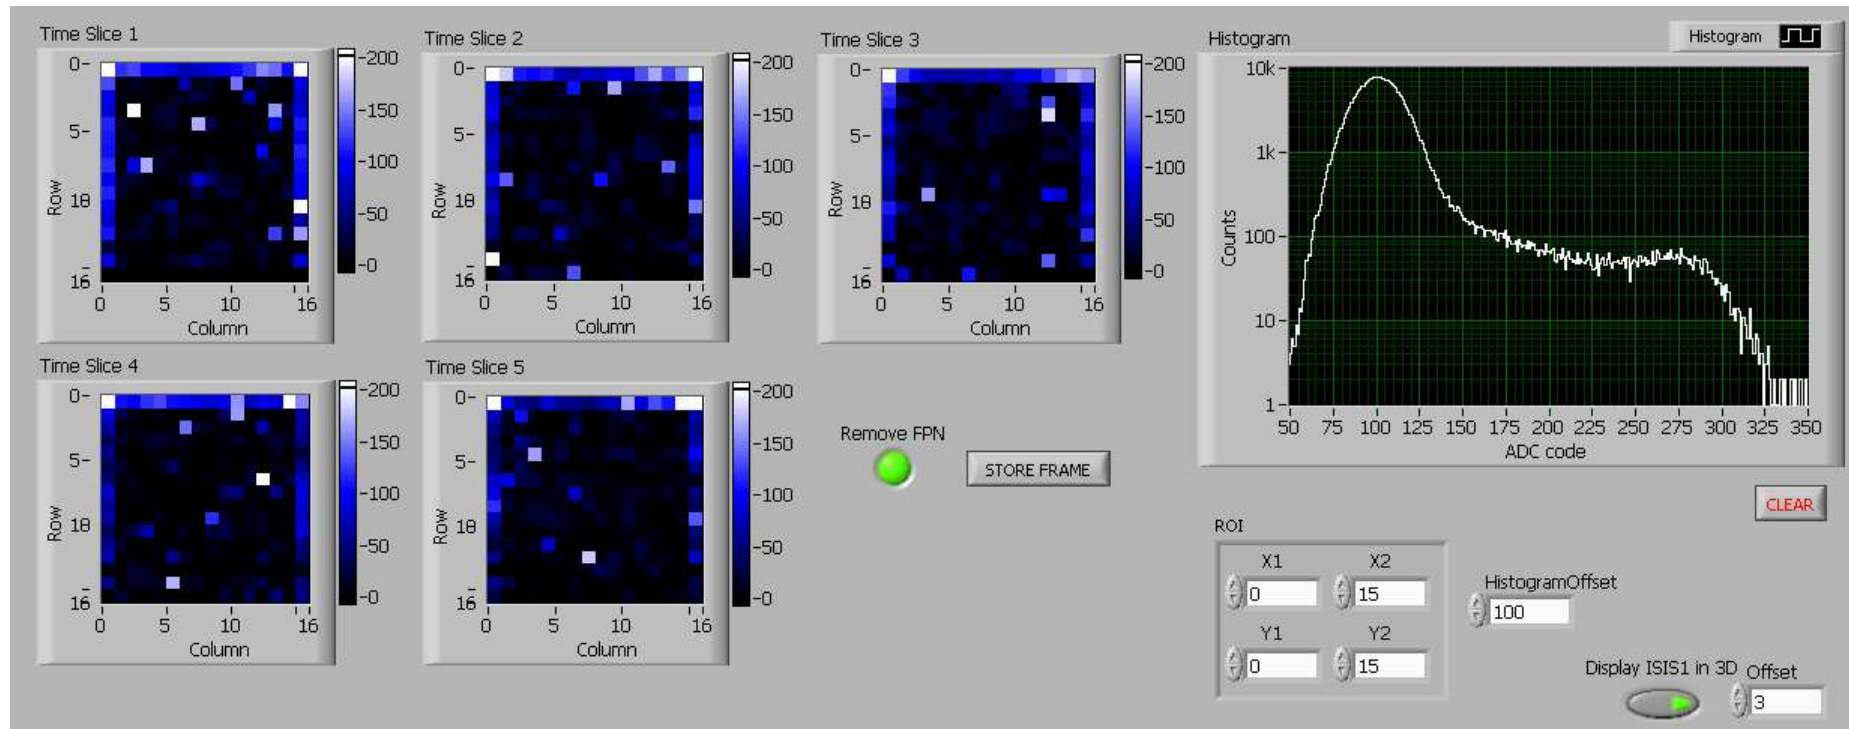 Time Slice 1
0-
5-
10
16
Row
0 5 10 16
Column
-200
-150
-100
-50
-0
Time Slice 2
0-
5-
10
16
Row
0 5 10 16
Column
-200
-150
-100
-50
-0
Time Slice 3
0-
5-
10
16
Row
0 5 10 16
Column
-200
-150
-100
-50
-0
Histogram
Histogram
10k-
1k-
100-
10-
1-
Counts
50 75 100 125 150 175 200 225 250 275 300 325 350
ADC code
Time Slice 4
0-
5-
10
16
Row
0 5 10 16
Column
-200
-150
-100
-50
-0
Time Slice 5
0-
5-
10
16
Row
0 5 10 16
Column
-200
-150
-100
-50
-0
Remove FPN
STORE FRAME
CLEAR
ROI
X1 X2
0 15
Y1 Y2
0 15
HistogramOffset
100
Display ISIS1 in 3D
Offset
3